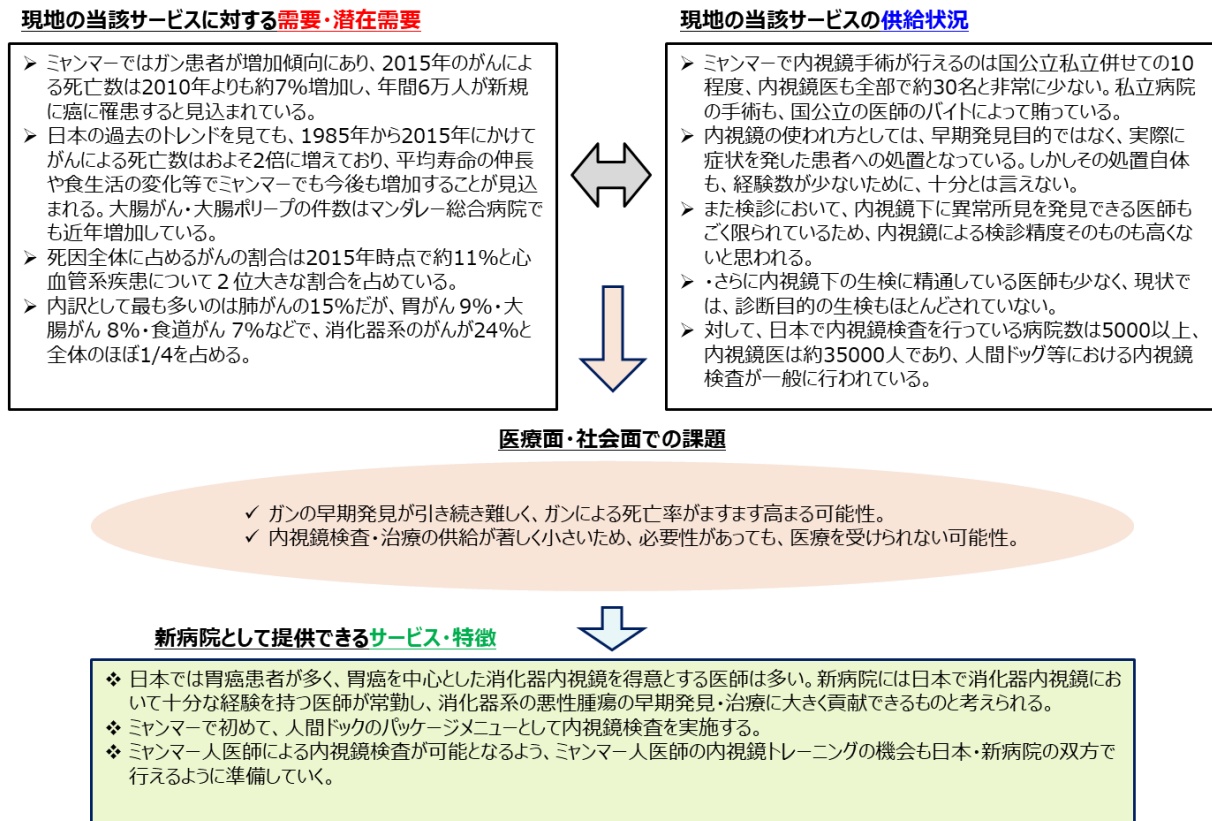 現地の当該サービスに対する需要・潜在需要
➢ ミャンマーではガン患者が増加傾向にあり、2015年のがんによ
る死亡数は2010年よりも約7%増加し、年間6万人が新規
に癌に罹患すると見込まれている。
➢ 日本の過去のトレンドを見ても、1985年から2015年にかけて
がんによる死亡数はおよそ2倍に増えており、平均寿命の伸長
や食生活の変化等でミャンマーでも今後も増加することが見込
まれる。大腸がん・大腸ポリープの件数はマンダレー総合病院で
も近年増加している。
➢ 死因全体に占めるがんの割合は2015年時点で約11%と心
血管系疾患について２位大きな割合を占めている。
➢ 内訳として最も多いのは肺がんの15%だが、胃がん 9%・大
腸がん 8%・食道がん 7%などで、消化器系のがんが24%と
全体のほぼ1/4を占める。
現地の当該サービスの供給状況
➢ ミャンマーで内視鏡手術が行えるのは国公立私立併せての10
程度、内視鏡医も全部で約30名と非常に少ない。私立病院
の手術も、国公立の医師のバイトによって賄っている。
➢ 内視鏡の使われ方としては、早期発見目的ではなく、実際に
症状を発した患者への処置となっている。しかしその処置自体
も、経験数が少ないために、十分とは言えない。
➢ また検診において、内視鏡下に異常所見を発見できる医師も
ごく限られているため、内視鏡による検診精度そのものも高くな
いと思われる。
➢ ・さらに内視鏡下の生検に精通している医師も少なく、現状で
は、診断目的の生検もほとんどされていない。
➢ 対して、日本で内視鏡検査を行っている病院数は5000以上、
内視鏡医は約35000人であり、人間ドッグ等における内視鏡
検査が一般に行われている。
医療面・社会面での課題
✓ ガンの早期発見が引き続き難しく、ガンによる死亡率がますます高まる可能性。
✓ 内視鏡検査・治療の供給が著しく小さいため、必要性があっても、医療を受けられない可能性。
新病院として提供できるサービス・特徴
❖ 日本では胃癌患者が多く、胃癌を中心とした消化器内視鏡を得意とする医師は多い。新病院には日本で消化器内視鏡にお
いて十分な経験を持つ医師が常勤し、消化器系の悪性腫瘍の早期発見・治療に大きく貢献できるものと考えられる。
❖ ミャンマーで初めて、人間ドックのパッケージメニューとして内視鏡検査を実施する。
❖ ミャンマー人医師による内視鏡検査が可能となるよう、ミャンマー人医師の内視鏡トレーニングの機会も日本・新病院の双方で
行えるように準備していく。